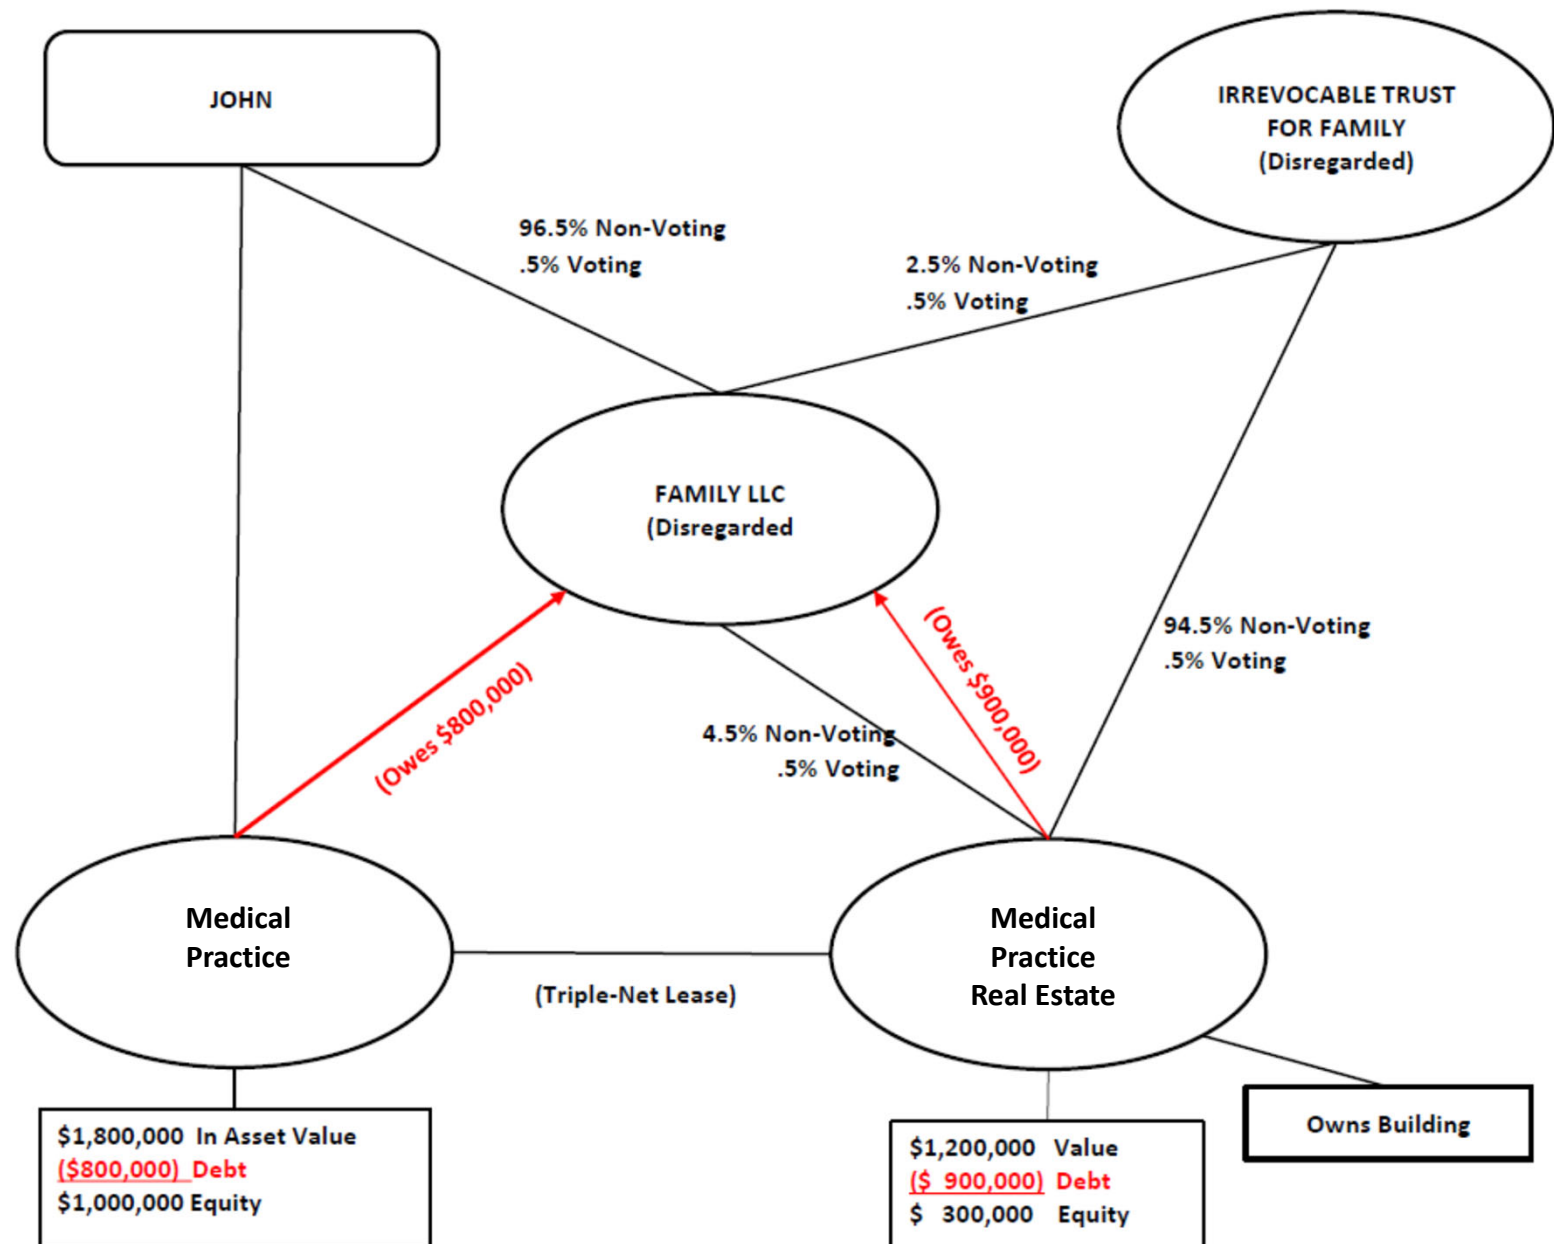 JOHN
IRREVOCABLE TRUST
FOR FAMILY
(Disregarded)
96.5% Non-Voting
.5% Voting
2.5% Non-Voting
.5% Voting
FAMILY LLC
(Disregarded
94.5% Non-Voting
.5% Voting
(Owes $800,000)
(Owes $900,000)
4.5% Non-Voting
.5% Voting
Medical
Practice
(Triple-Net Lease)
Medical
Practice
Real Estate
$1,800,000 In Asset Value
($800,000) Debt
$1,000,000 Equity
$1,200,000 Value
($ 900,000) Debt
$ 300,000 Equity
Owns Building